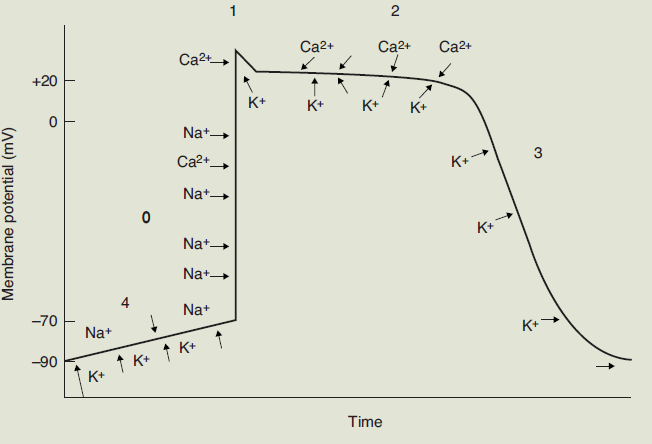 1
2
Ca2+
Ca2+
Ca2+
Ca2+
+20
K+
K+
K+
K+
0
Na+
Ca2+
K+
3
Na+
0
K+
Na+
Na+
4
Na+
–70
Na+
K+
K+
K+
–90
K+
Membrane potential (mV)
Time